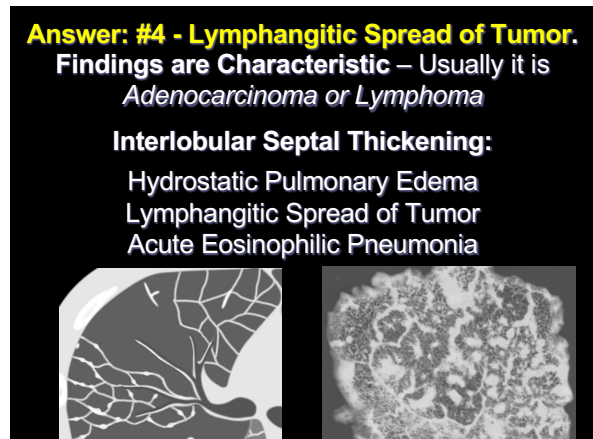 Answer: #4 - Lymphangitic Spread of Tumor.
Findings are Characteristic – Usually it is
Adenocarcinoma or Lymphoma
Interlobular Septal Thickening:
Hydrostatic Pulmonary Edema
Lymphangitic Spread of Tumor
Acute Eosinophilic Pneumonia